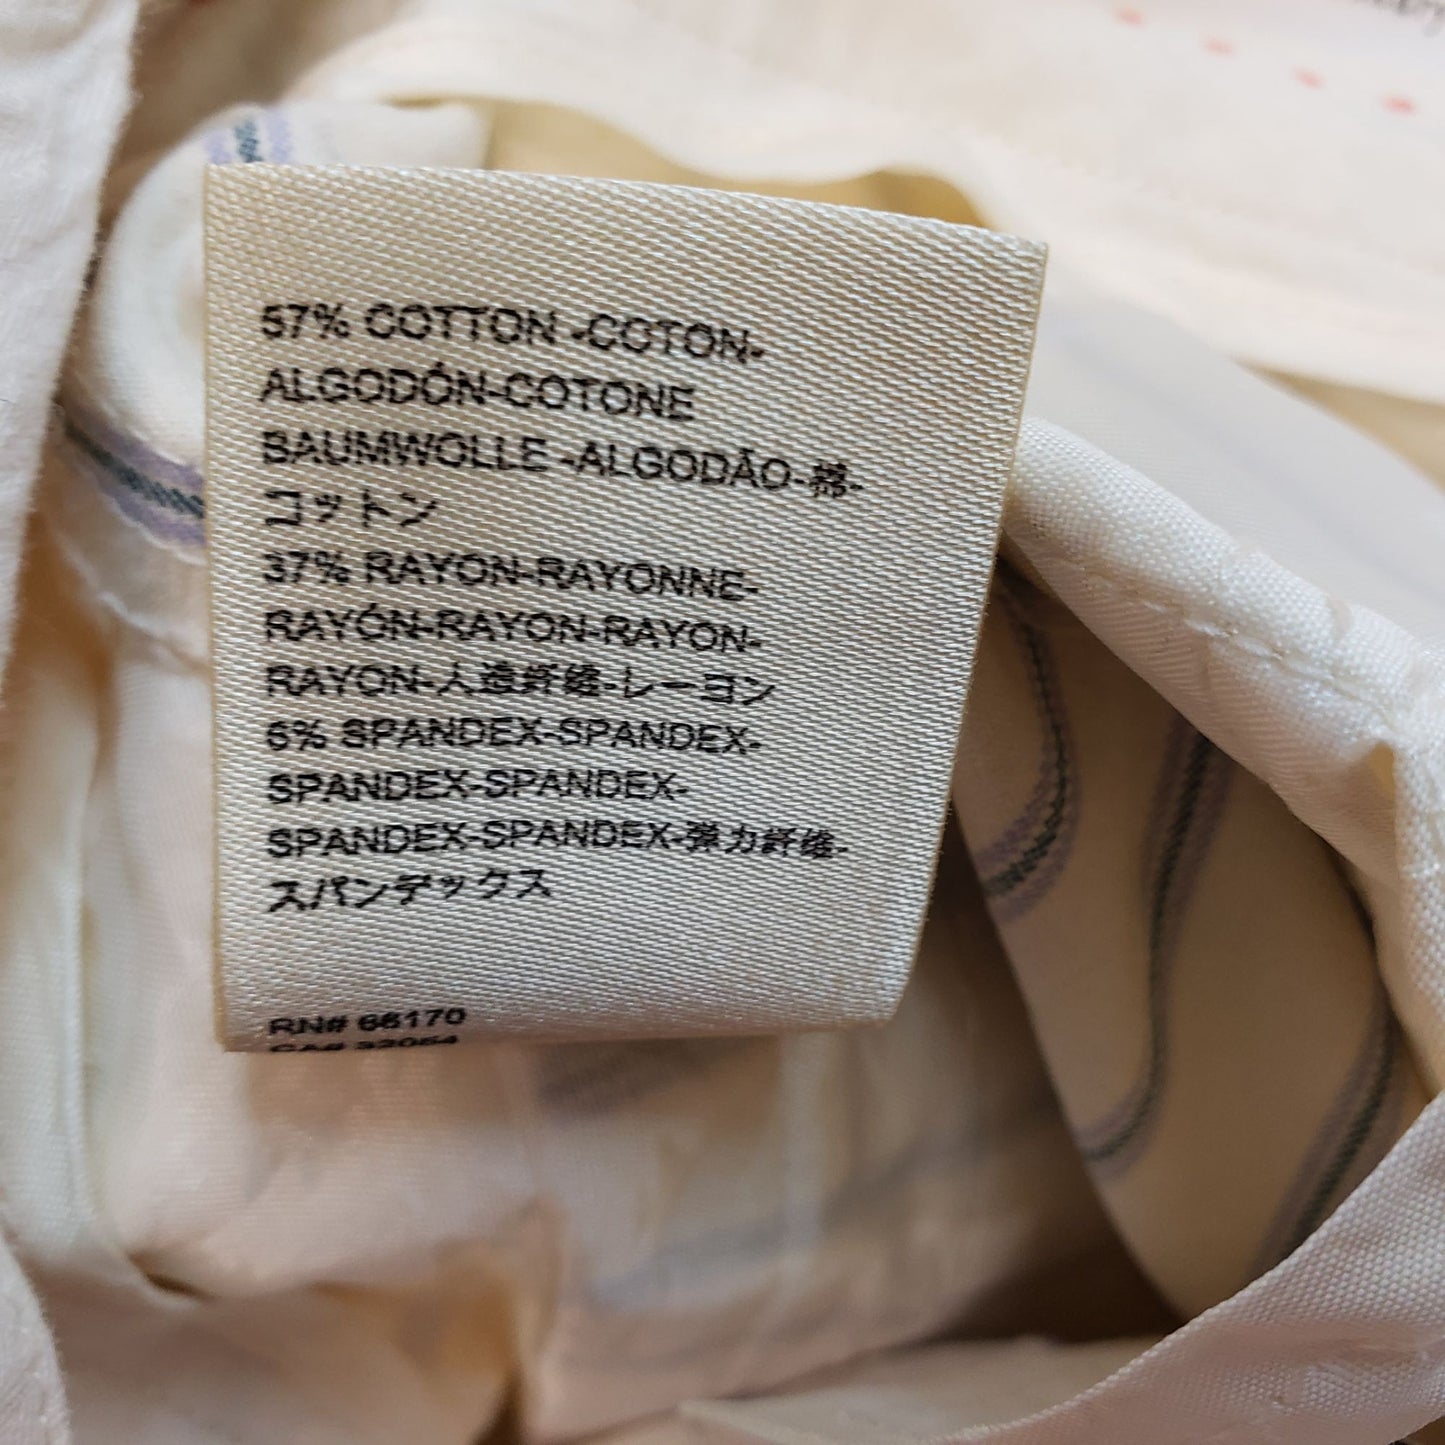 57% COTTON -COTON-
ALGODÓN-COTONE
BAUMWOLLE -ALGODÃO-棉-
コットン
37% RAYON-RAYONNE-
RAYÓN-RAYON-RAYON-
RAYON-人造纤维-レーヨン
6% SPANDEX-SPANDEX-
SPANDEX-SPANDEX-
SPANDEX-SPANDEX-弹力纤维-
スパンデックス
RN# 66170
CA# 32054